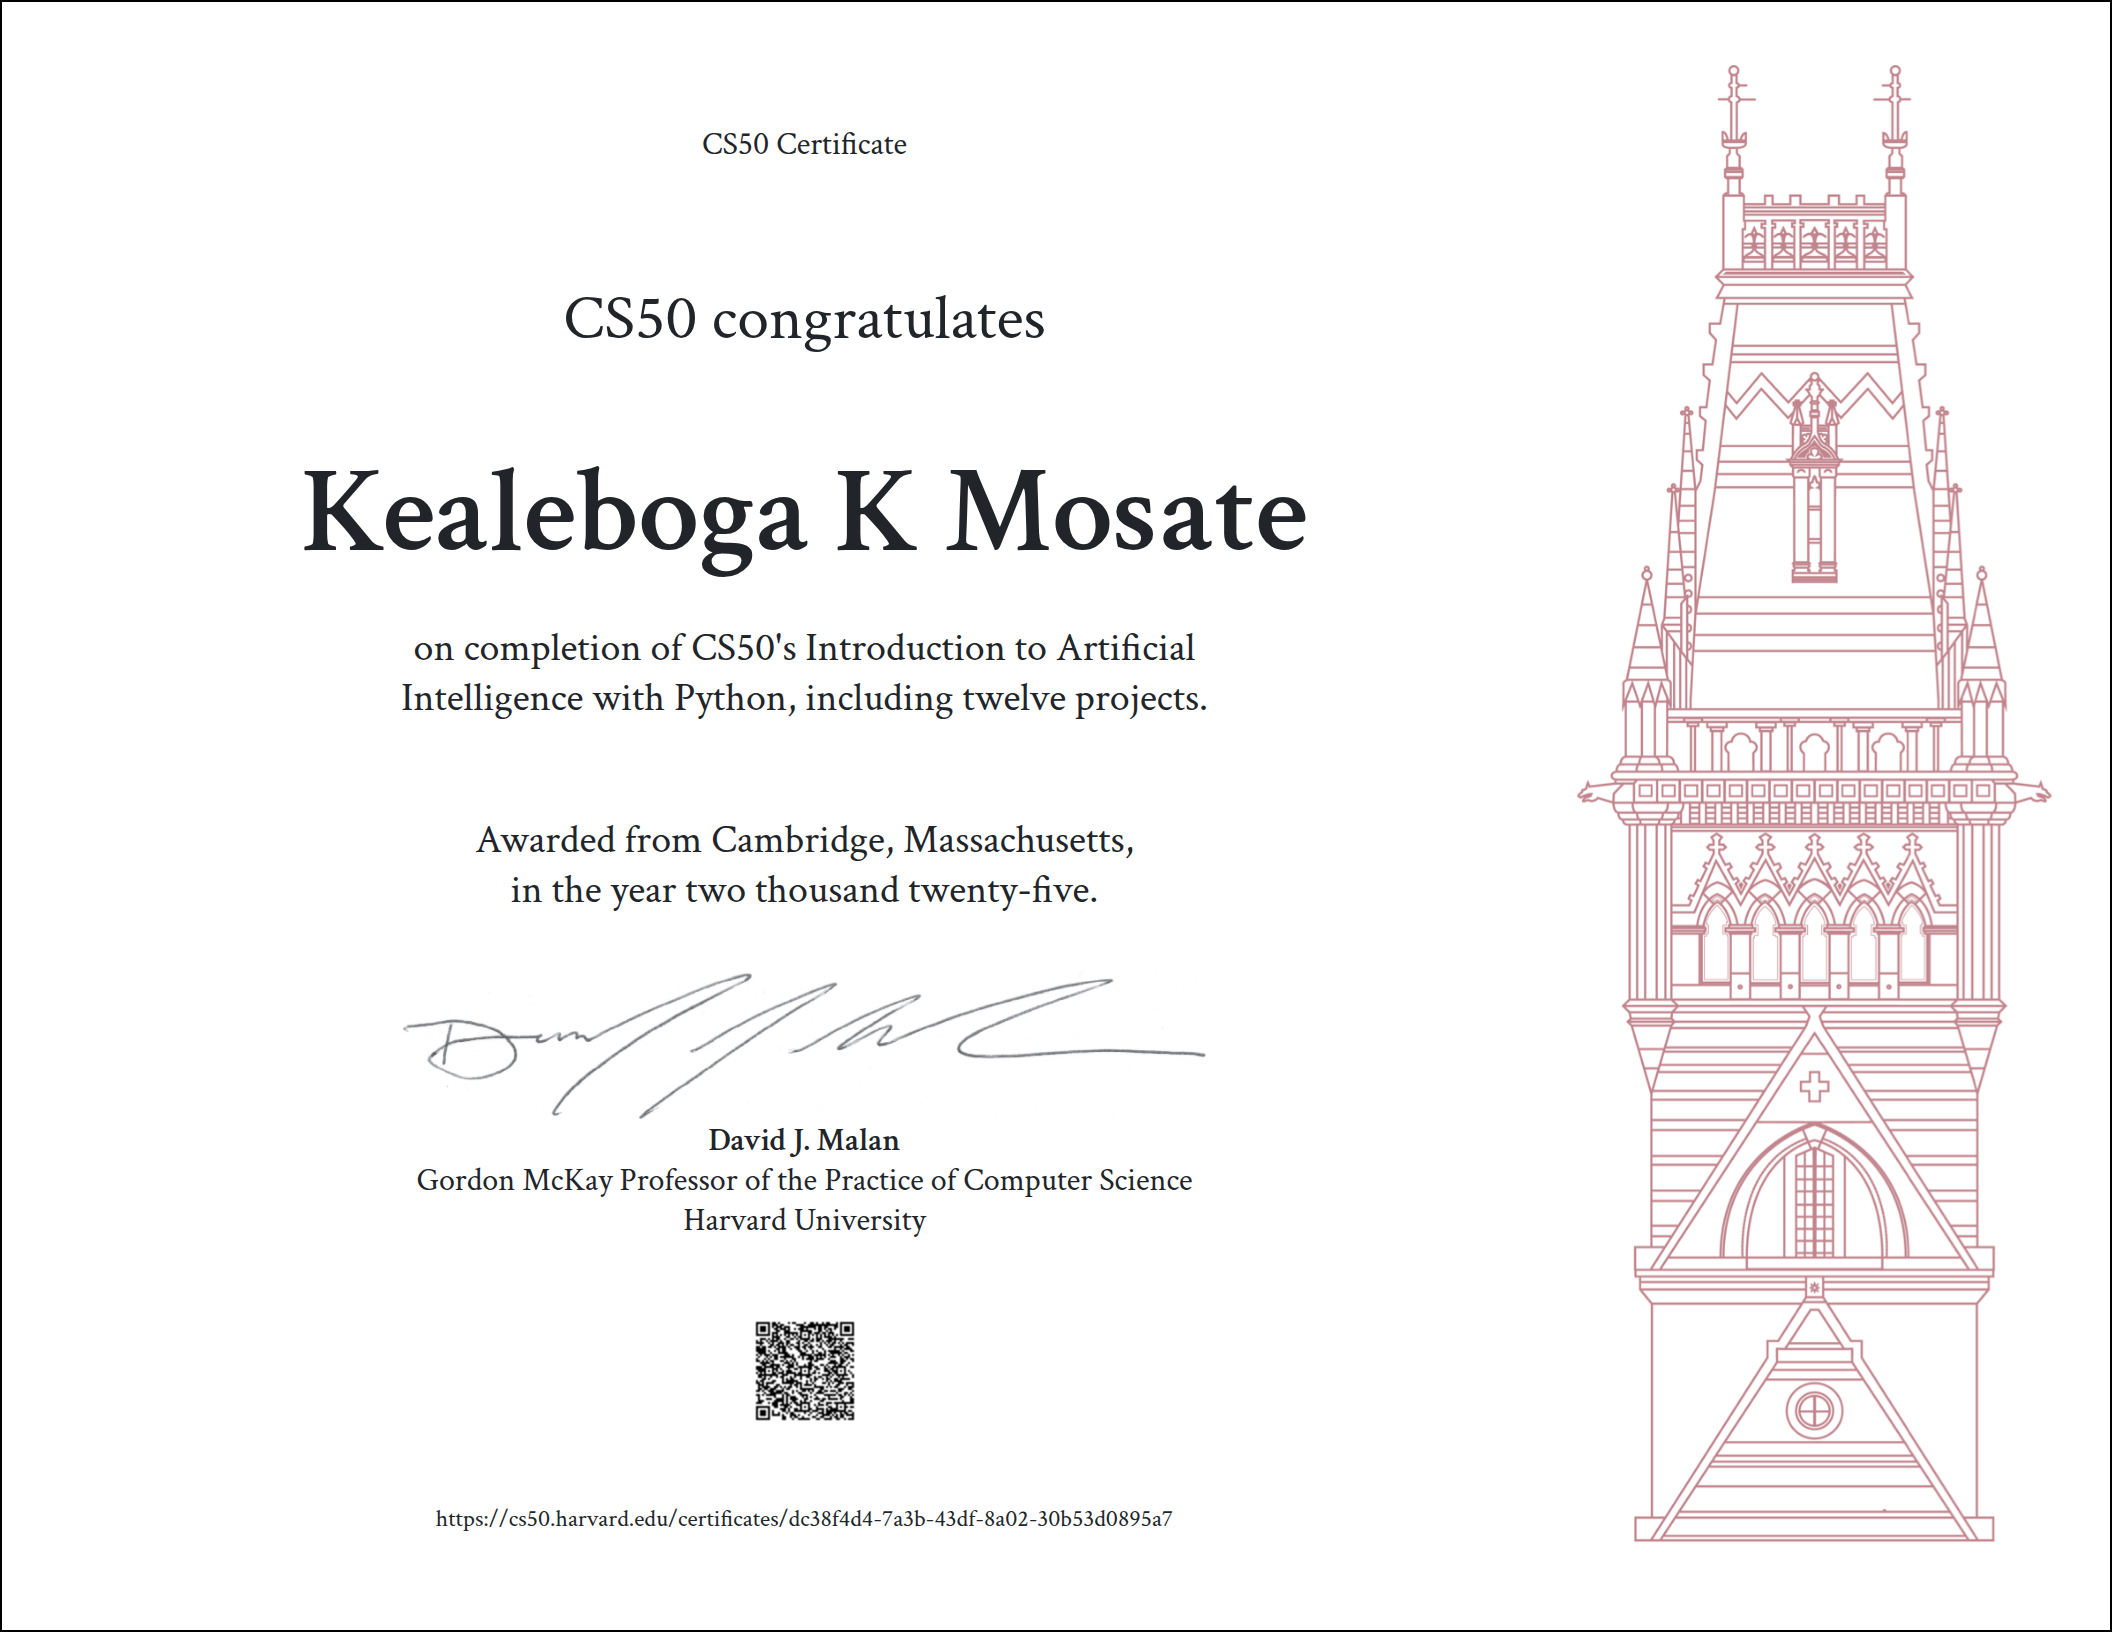 CS50 Certificate
CS50 congratulates
Kealeboga K Mosate
on completion of CS50's Introduction to Artificial
Intelligence with Python, including twelve projects.
Awarded from Cambridge, Massachusetts,
in the year two thousand twenty-five.
David J. Malan
Gordon McKay Professor of the Practice of Computer Science
Harvard University
https://cs50.harvard.edu/certificates/dc38f4d4-7a3b-43df-8a02-30b53d0895a7